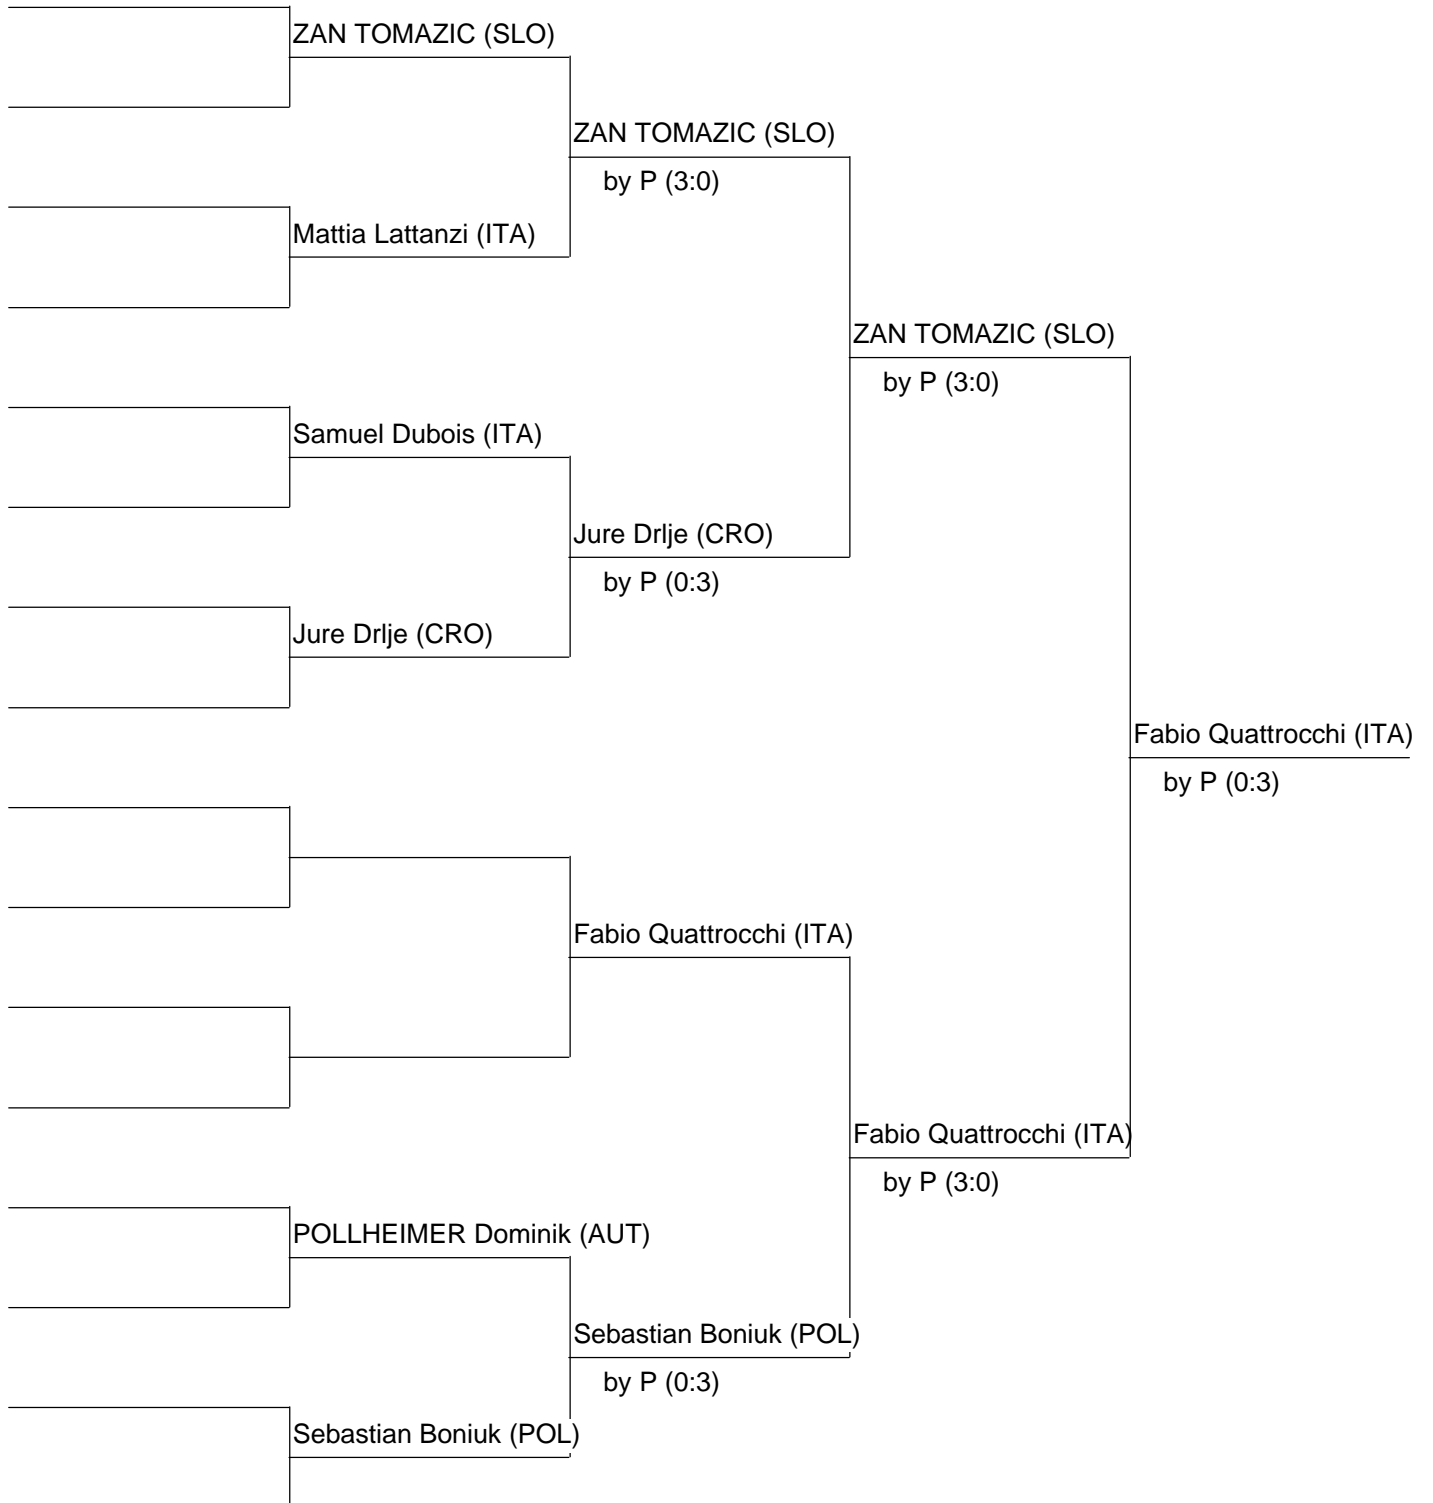 ZAN TOMAZIC (SLO)
ZAN TOMAZIC (SLO)
by P (3:0)
Mattia Lattanzi (ITA)
ZAN TOMAZIC (SLO)
by P (3:0)
Samuel Dubois (ITA)
Jure Drlje (CRO)
by P (0:3)
Jure Drlje (CRO)
Fabio Quattrocchi (ITA)
by P (0:3)
Fabio Quattrocchi (ITA)
Fabio Quattrocchi (ITA)
by P (3:0)
POLLHEIMER Dominik (AUT)
Sebastian Boniuk (POL)
by P (0:3)
Sebastian Boniuk (POL)